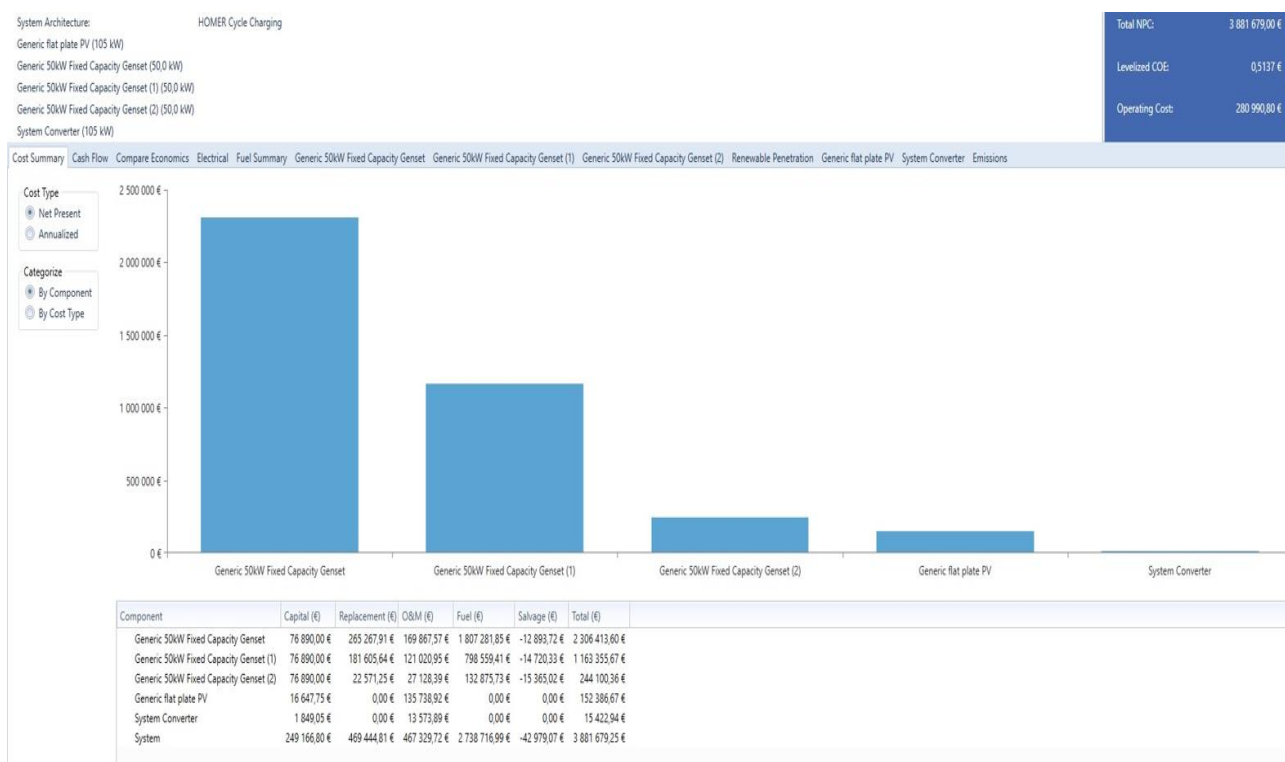 System Architecture: HOMER Cycle Charging
Generic flat plate PV (105 kW)
Generic 50kW Fixed Capacity Genset (50,0 kW)
Generic 50kW Fixed Capacity Genset (1) (50,0 kW)
Generic 50kW Fixed Capacity Genset (2) (50,0 kW)
System Converter (105 kW)
Total NPC: 3 881 679,00 €
Levelized COE: 0,5137 €
Operating Cost: 280 990,80 €
Cost Summary Cash Flow Compare Economics Electrical Fuel Summary Generic 50kW Fixed Capacity Genset Generic 50kW Fixed Capacity Genset (1) Generic 50kW Fixed Capacity Genset (2) Renewable Penetration Generic flat plate PV System Converter Emissions
Cost Type
Net Present
Annualized
Categorize
By Component
By Cost Type
2 500 000 €
2 000 000 €
1 500 000 €
1 000 000 €
500 000 €
0 €
Generic 50kW Fixed Capacity Genset Generic 50kW Fixed Capacity Genset (1) Generic 50kW Fixed Capacity Genset (2) Generic flat plate PV System Converter
Component Capital (€) Replacement (€) O&M (€) Fuel (€) Salvage (€) Total (€)
Generic 50kW Fixed Capacity Genset 76 890,00 € 265 267,91 € 169 867,57 € 1 807 281,85 € -12 893,72 € 2 306 413,60 €
Generic 50kW Fixed Capacity Genset (1) 76 890,00 € 181 605,64 € 121 020,95 € 798 559,41 € -14 720,33 € 1 163 355,67 €
Generic 50kW Fixed Capacity Genset (2) 76 890,00 € 22 571,25 € 27 128,39 € 132 875,73 € -15 365,02 € 244 100,36 €
Generic flat plate PV 16 647,75 € 0,00 € 135 738,92 € 0,00 € 0,00 € 152 386,67 €
System Converter 1 849,05 € 0,00 € 13 573,89 € 0,00 € 0,00 € 15 422,94 €
System 249 166,80 € 469 444,81 € 467 329,72 € 2 738 716,99 € -42 979,07 € 3 881 679,25 €